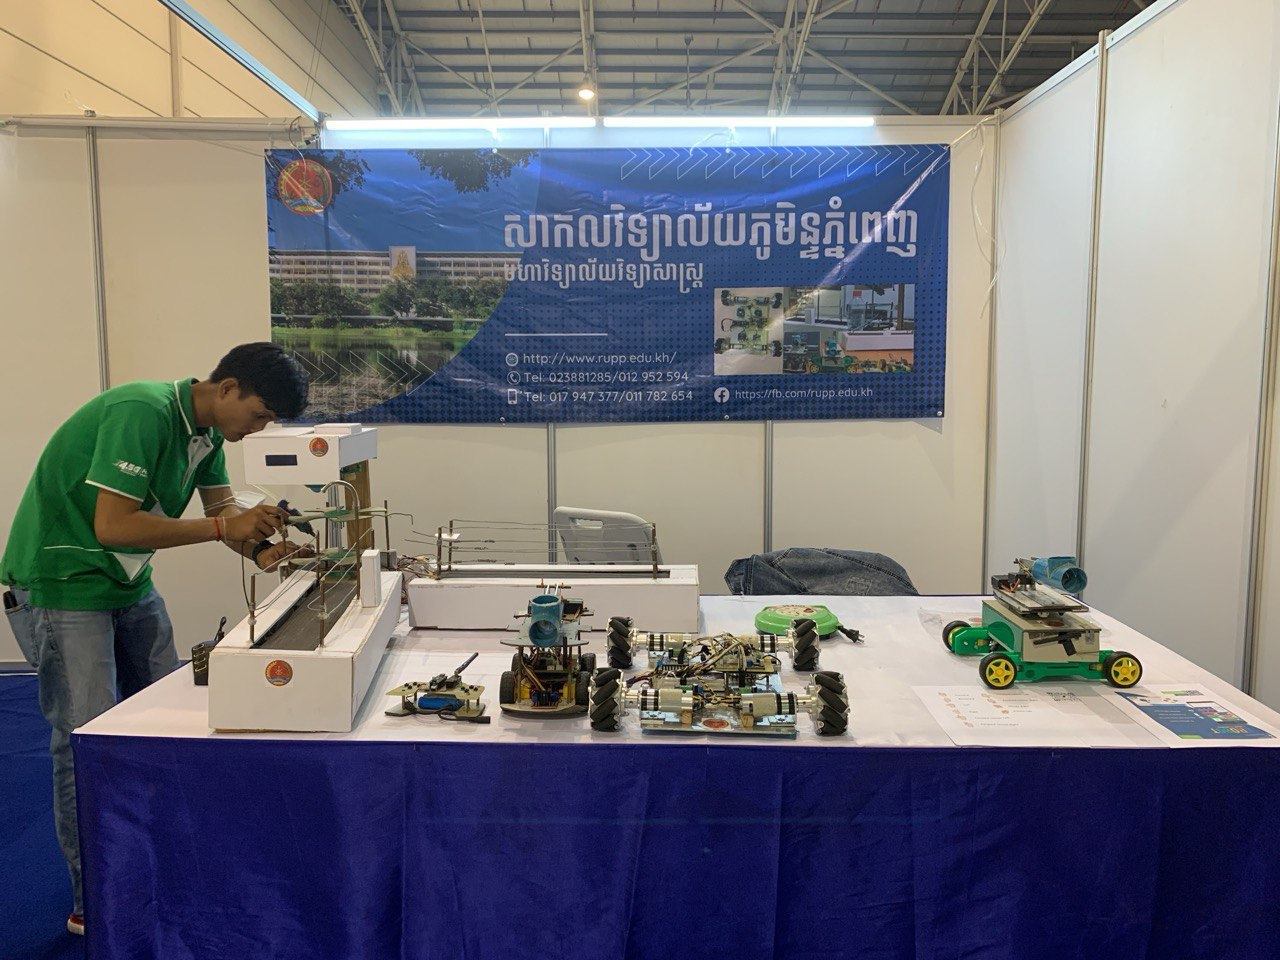 សាកលវិទ្យាល័យភូមិន្ទភ្នំពេញ
មហាវិទ្យាល័យវិទ្យាសាស្ត្រ
http://www.rupp.edu.kh/
Tel: 023881285/012 952 594
Tel: 017 947 377/011 782 654
https://fb.com/rupp.edu.kh